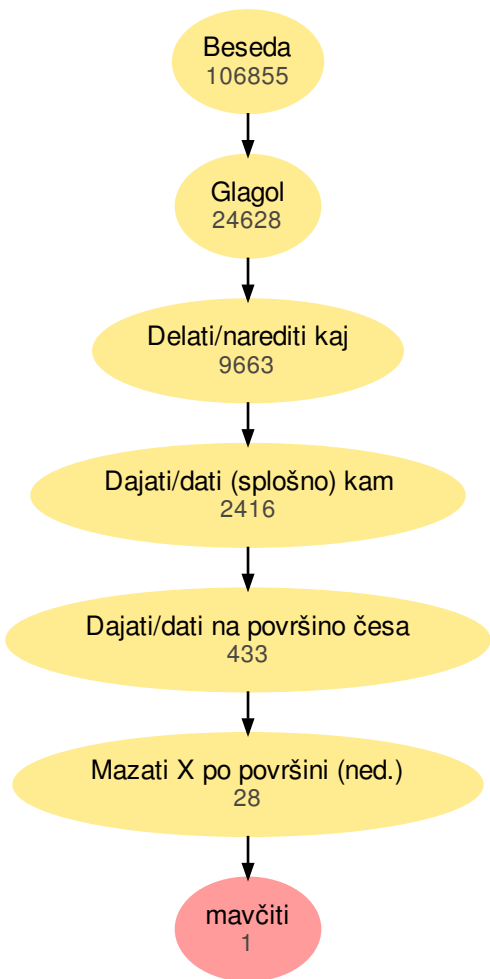 Beseda
106855
Glagol
24628
Delati/narediti kaj
9663
Dajati/dati (splošno) kam
2416
Dajati/dati na površino česa
433
Mazati X po površini (ned.)
28
mavčiti
1